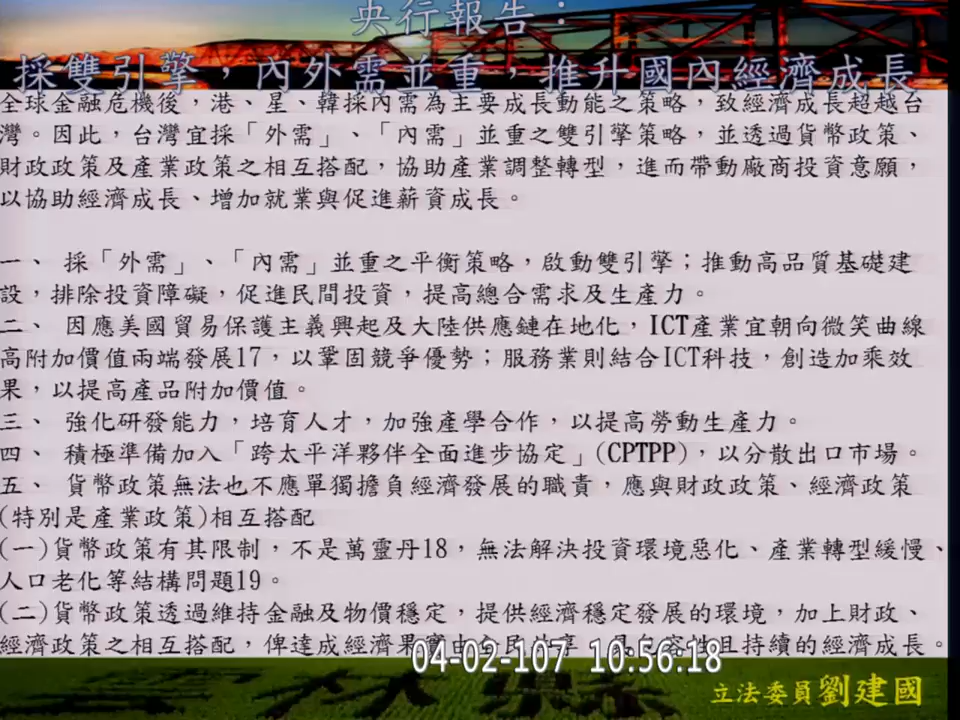 央行報告：
採雙引擎，內外需並重，推升國內經濟成長
全球金融危機後，港、星、韓採內需為主要成長動能之策略，致經濟成長超越台
灣。因此，台灣宜採「外需」、「內需」並重之雙引擎策略，並透過貨幣政策、
財政政策及產業政策之相互搭配，協助產業調整轉型，進而帶動廠商投資意願，
以協助經濟成長、增加就業與促進薪資成長。
一、 採「外需」、「內需」並重之平衡策略，啟動雙引擎；推動高品質基礎建
設，排除投資障礙，促進民間投資，提高總合需求及生產力。
二、 因應美國貿易保護主義興起及大陸供應鏈在地化，ICT產業宜朝向微笑曲線
高附加價值兩端發展17，以鞏固競爭優勢；服務業則結合ICT科技，創造加乘效
果，以提高產品附加價值。
三、 強化研發能力，培育人才，加強產學合作，以提高勞動生產力。
四、 積極準備加入「跨太平洋夥伴全面進步協定」(CPTPP)，以分散出口市場。
五、 貨幣政策無法也不應單獨擔負經濟發展的職責，應與財政政策、經濟政策
(特別是產業政策)相互搭配
(一)貨幣政策有其限制，不是萬靈丹18，無法解決投資環境惡化、產業轉型緩慢、
人口老化等結構問題19。
(二)貨幣政策透過維持金融及物價穩定，提供經濟穩定發展的環境，加上財政、
經濟政策之相互搭配，俾達成經濟果實由全民共享，具包容性且持續的經濟成長。
04-02-107 10:56:18
立法委員劉建國